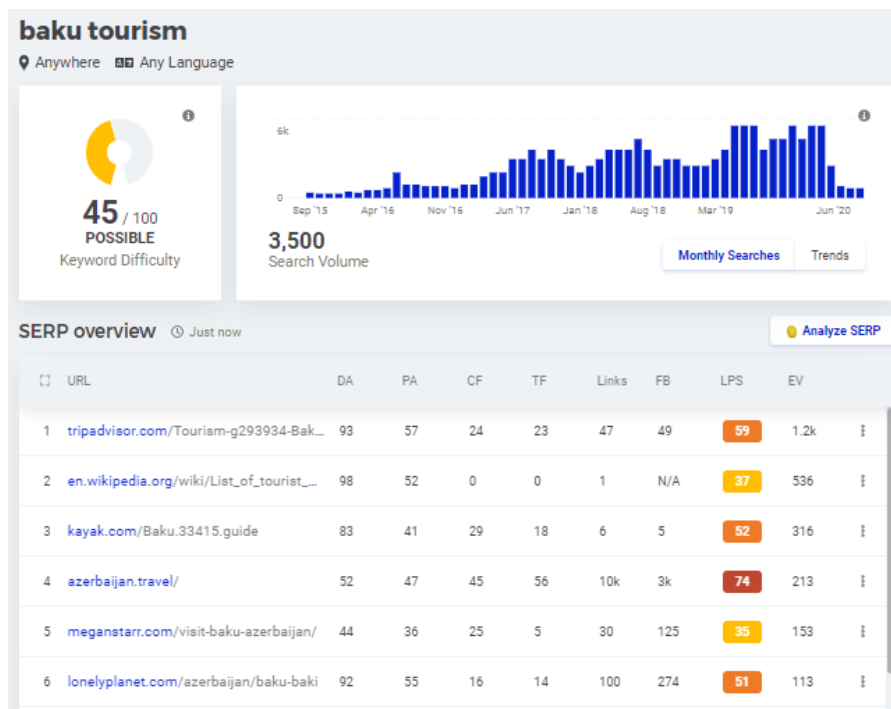 baku tourism
Anywhere Any Language
45 / 100
POSSIBLE
Keyword Difficulty
6k
0
Sep '15 Apr '16 Nov '16 Jun '17 Jan '18 Aug '18 Mar '19 Jun '20
3,500
Search Volume
Monthly Searches Trends
SERP overview Just now
Analyze SERP
URL DA PA CF TF Links FB LPS EV
1 tripadvisor.com/Tourism-g293934-Bak... 93 57 24 23 47 49 59 1.2k
2 en.wikipedia.org/wiki/List_of_tourist_... 98 52 0 0 1 N/A 37 536
3 kayak.com/Baku.33415.guide 83 41 29 18 6 5 52 316
4 azerbaijan.travel/ 52 47 45 56 10k 3k 74 213
5 meganstarr.com/visit-baku-azerbaijan/ 44 36 25 5 30 125 35 153
6 lonelyplanet.com/azerbaijan/baku-baki 92 55 16 14 100 274 51 113